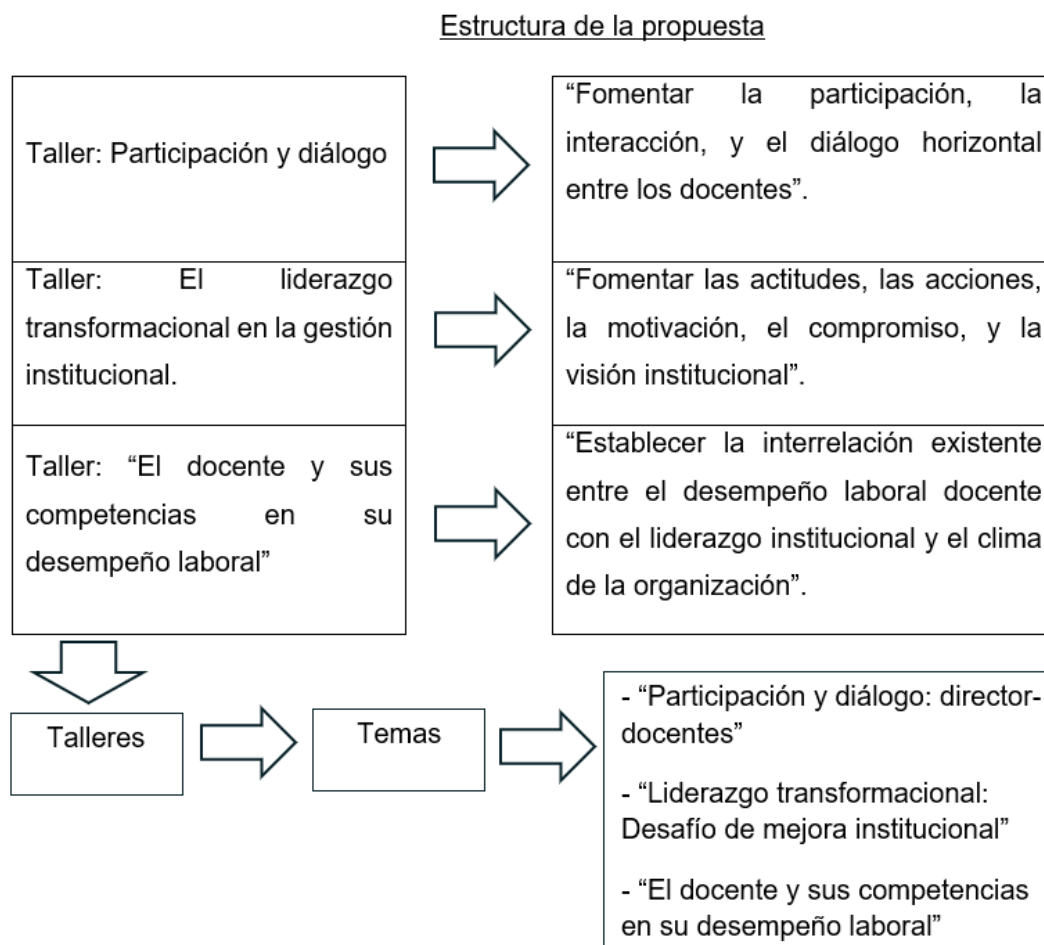 Estructura de la propuesta
Taller: Participación y diálogo
“Fomentar la participación, la
interacción, y el diálogo horizontal
entre los docentes”.
Taller: El liderazgo
transformacional en la gestión
institucional.
“Fomentar las actitudes, las acciones,
la motivación, el compromiso, y la
visión institucional”.
Taller: “El docente y sus
competencias en su
desempeño laboral”
“Establecer la interrelación existente
entre el desempeño laboral docente
con el liderazgo institucional y el clima
de la organización”.
Talleres
Temas
- “Participación y diálogo: director-
docentes”
- “Liderazgo transformacional:
Desafío de mejora institucional”
- “El docente y sus competencias
en su desempeño laboral”